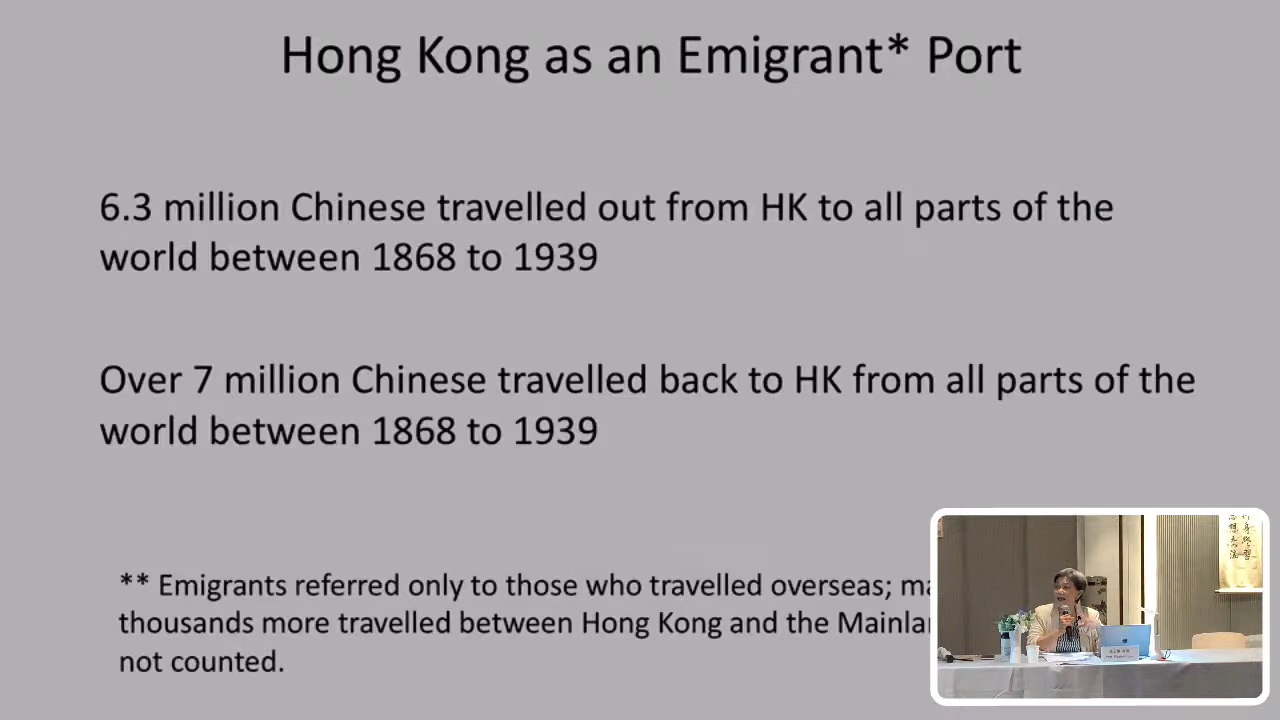 Hong Kong as an Emigrant* Port
6.3 million Chinese travelled out from HK to all parts of the
world between 1868 to 1939
Over 7 million Chinese travelled back to HK from all parts of the
world between 1868 to 1939
** Emigrants referred only to those who travelled overseas;
thousands more travelled between Hong Kong and the
not counted.